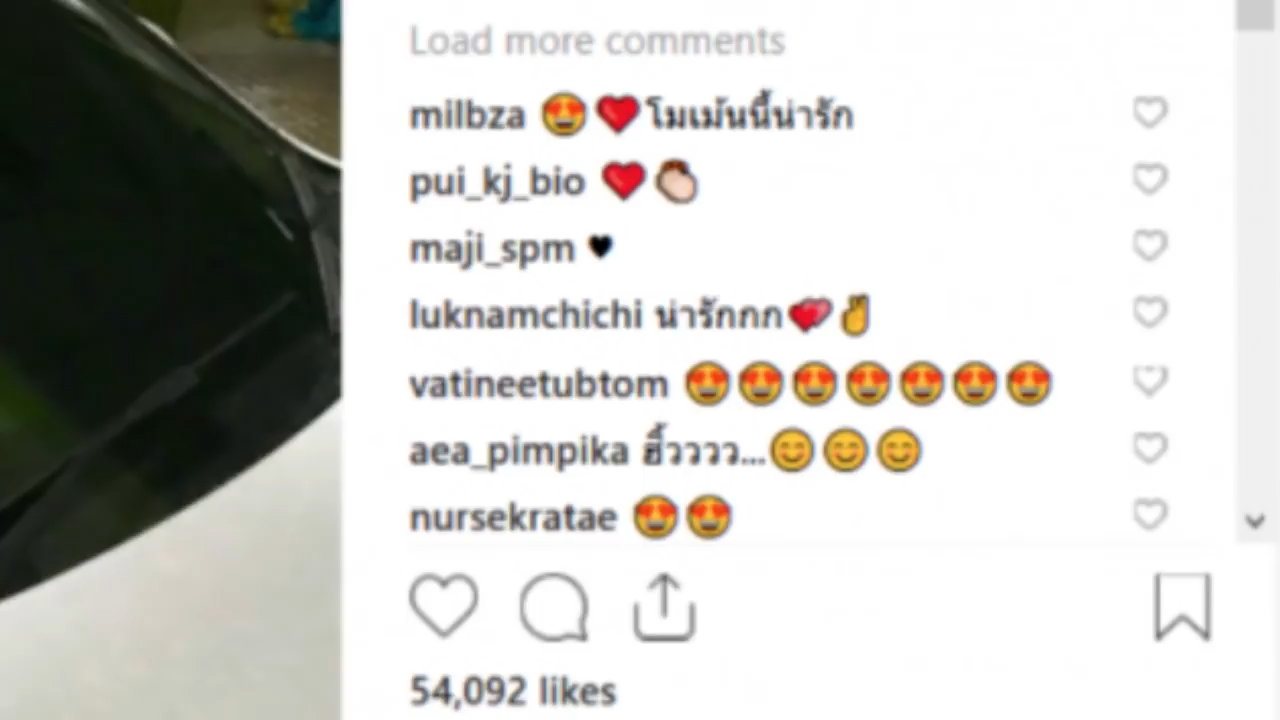 Load more comments
milbza 😍❤️โมเม้นนี้น่ารัก
pui_kj_bio ❤️👏🏻
maji_spm ♥
luknamchichi น่ารักกก💕✌️
vatineetubtom 😍😍😍😍😍😍😍
aea_pimpika ฮิ้ววววว...😊😊😊
nursekratae 😍😍
54,092 likes